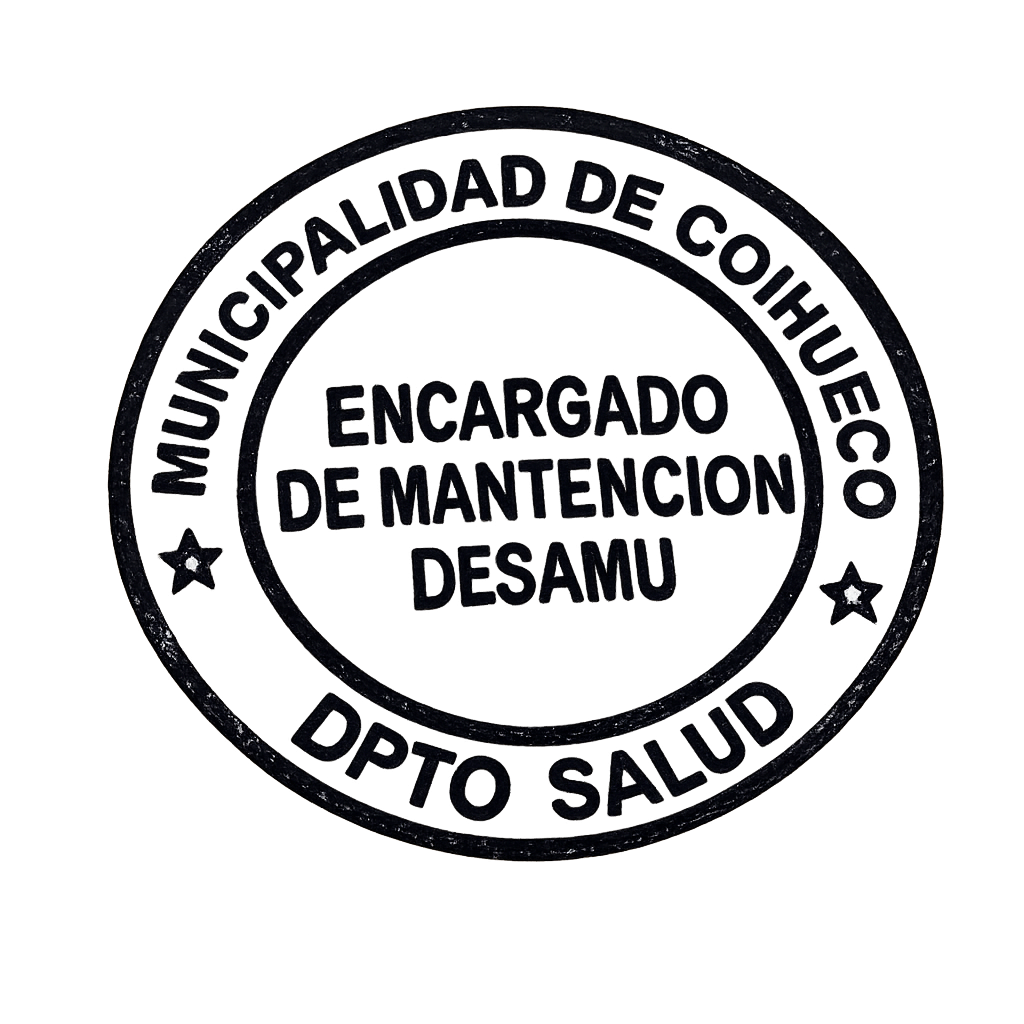 MUNICIPALIDAD DE COIHUECO
ENCARGADO
DE MANTENCION
DESAMU
DPTO SALUD